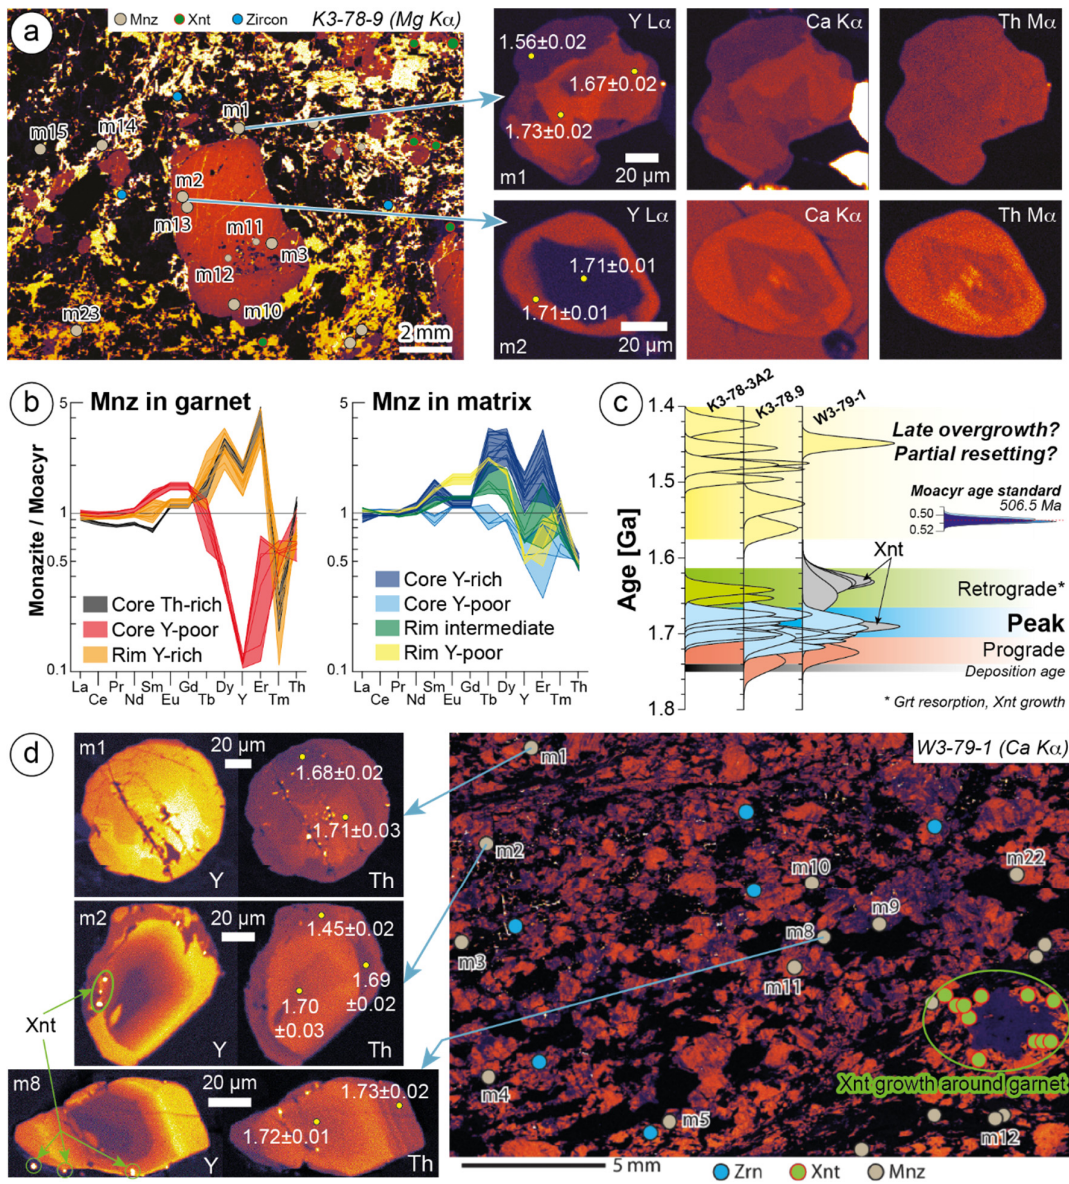 a
Mnz Xnt Zircon K3-78-9 (Mg Kα)
m1
m15
m14
m2
m13
m11
m3
m12
m10
m23
2 mm
Y Lα
1.56±0.02
1.67±0.02
1.73±0.02
m1
20 µm
Ca Kα
Th Mα
Y Lα
1.71±0.01
1.71±0.01
m2
20 µm
Ca Kα
Th Mα
b
Mnz in garnet
Monazite / Moacyr
5
1
0.5
0.1
Core Th-rich
Core Y-poor
Rim Y-rich
La Pr Sm Gd Dy Er Th
Ce Nd Eu Tb Y Tm
Mnz in matrix
5
1
0.5
0.1
Core Y-rich
Core Y-poor
Rim intermediate
Rim Y-poor
La Pr Sm Gd Dy Er Th
Ce Nd Eu Tb Y Tm
c
K3-78-3A2
K3-78.9
W3-79-1
Age [Ga]
1.4
1.5
1.6
1.7
1.8
Late overgrowth?
Partial resetting?
Moacyr age standard
506.5 Ma
0.50
0.52
Xnt
Retrograde*
Peak
Prograde
Deposition age
* Grt resorption, Xnt growth
d
m1
20 µm
1.68±0.02
1.71±0.03
Y
Th
m2
20 µm
1.45±0.02
1.69
±0.02
1.70
±0.03
Y
Th
Xnt
m8
20 µm
1.73±0.02
1.72±0.01
Y
Th
W3-79-1 (Ca Kα)
m1
m2
m10
m22
m9
m8
m3
m11
m4
m5
m12
Xnt growth around garnet
5 mm
Zrn Xnt Mnz